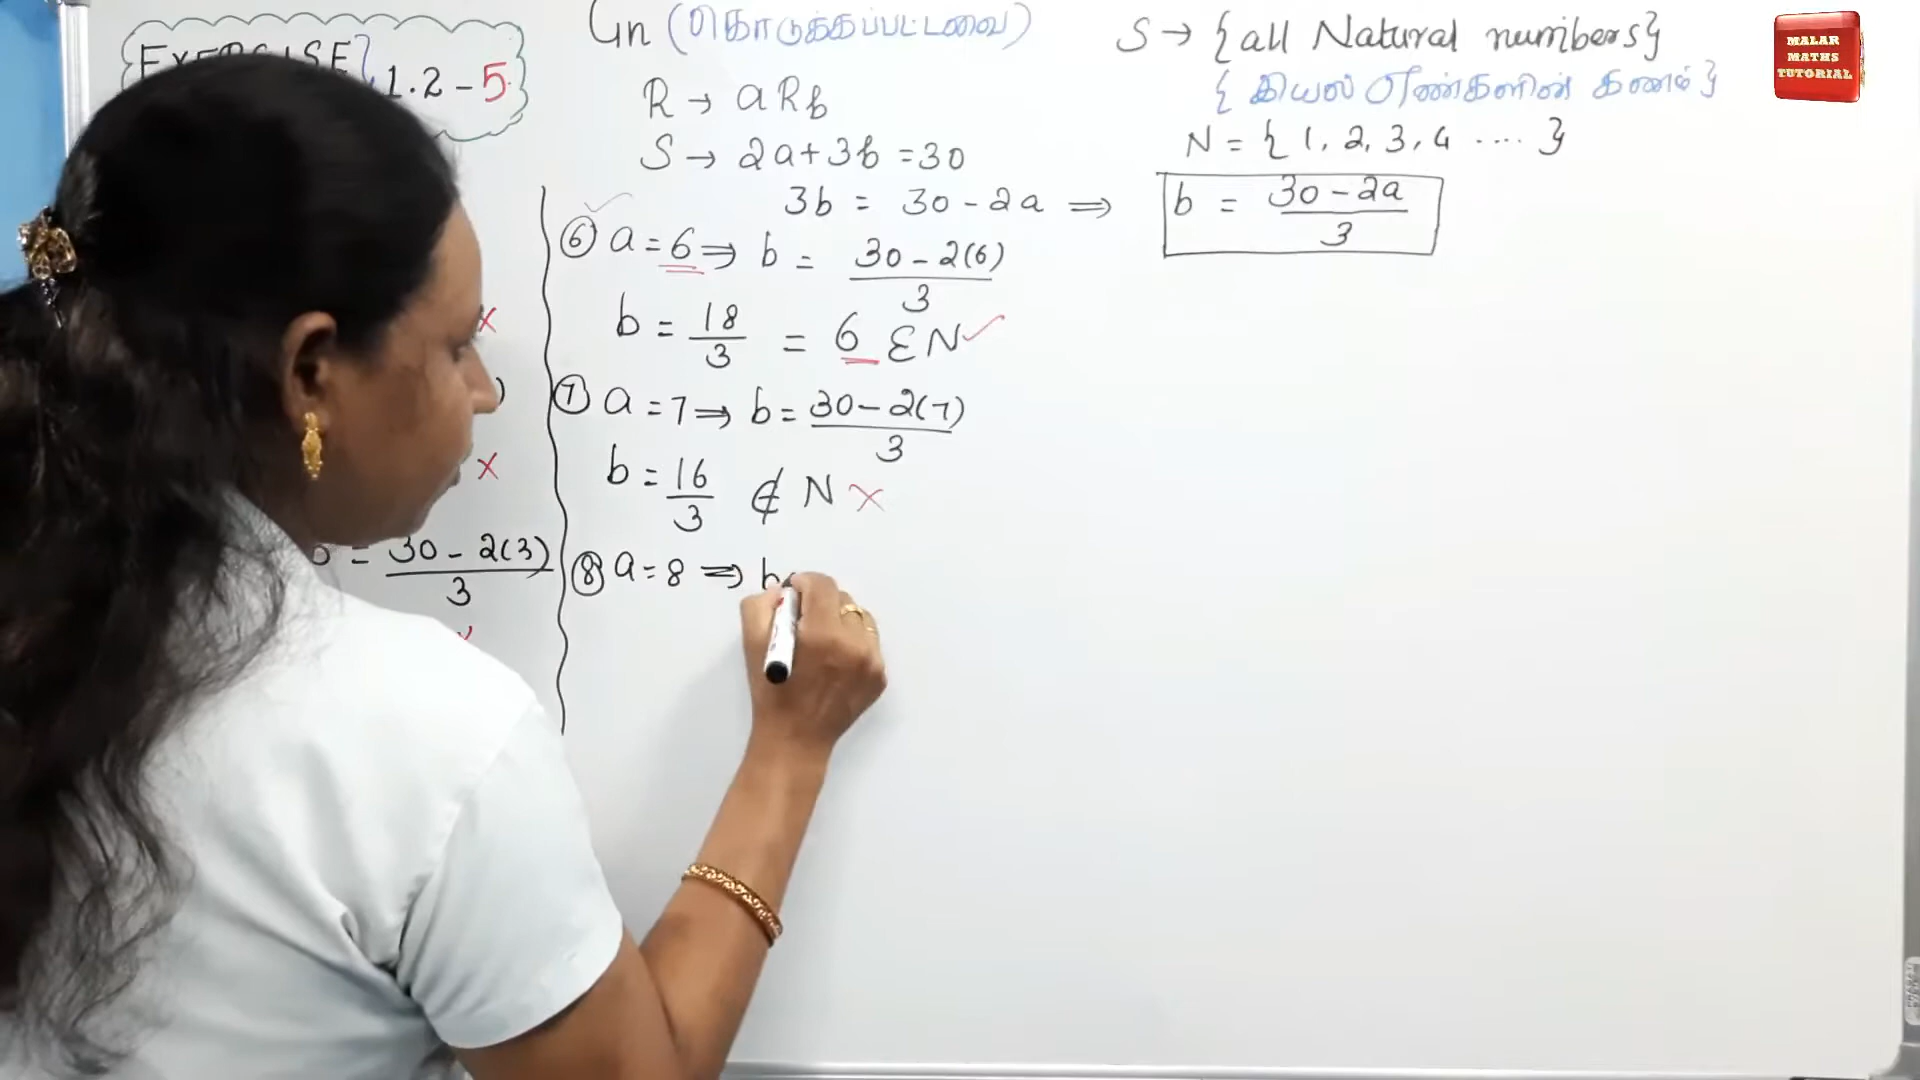 EXERCISE
1.2-5
Gn (கொடுக்கப்பட்டவை)
R → aRb
S → 2a+3b =30
3b = 30-2a ⟹
S → {all Natural numbers}
{ இயல் எண்களின் கணம் }
N = { 1, 2, 3, 4 ..... }
b = (30-2a)/3
MALAR
MATHS
TUTORIAL
x
)
x
= (30-2(3))/3
⑥ a = 6 ⟹ b = (30-2(6))/3
b = 18/3 = 6 ∈ N ✓
⑦ a = 7 ⟹ b = (30-2(7))/3
b = 16/3 ∉ N x
⑧ a = 8 ⟹ b